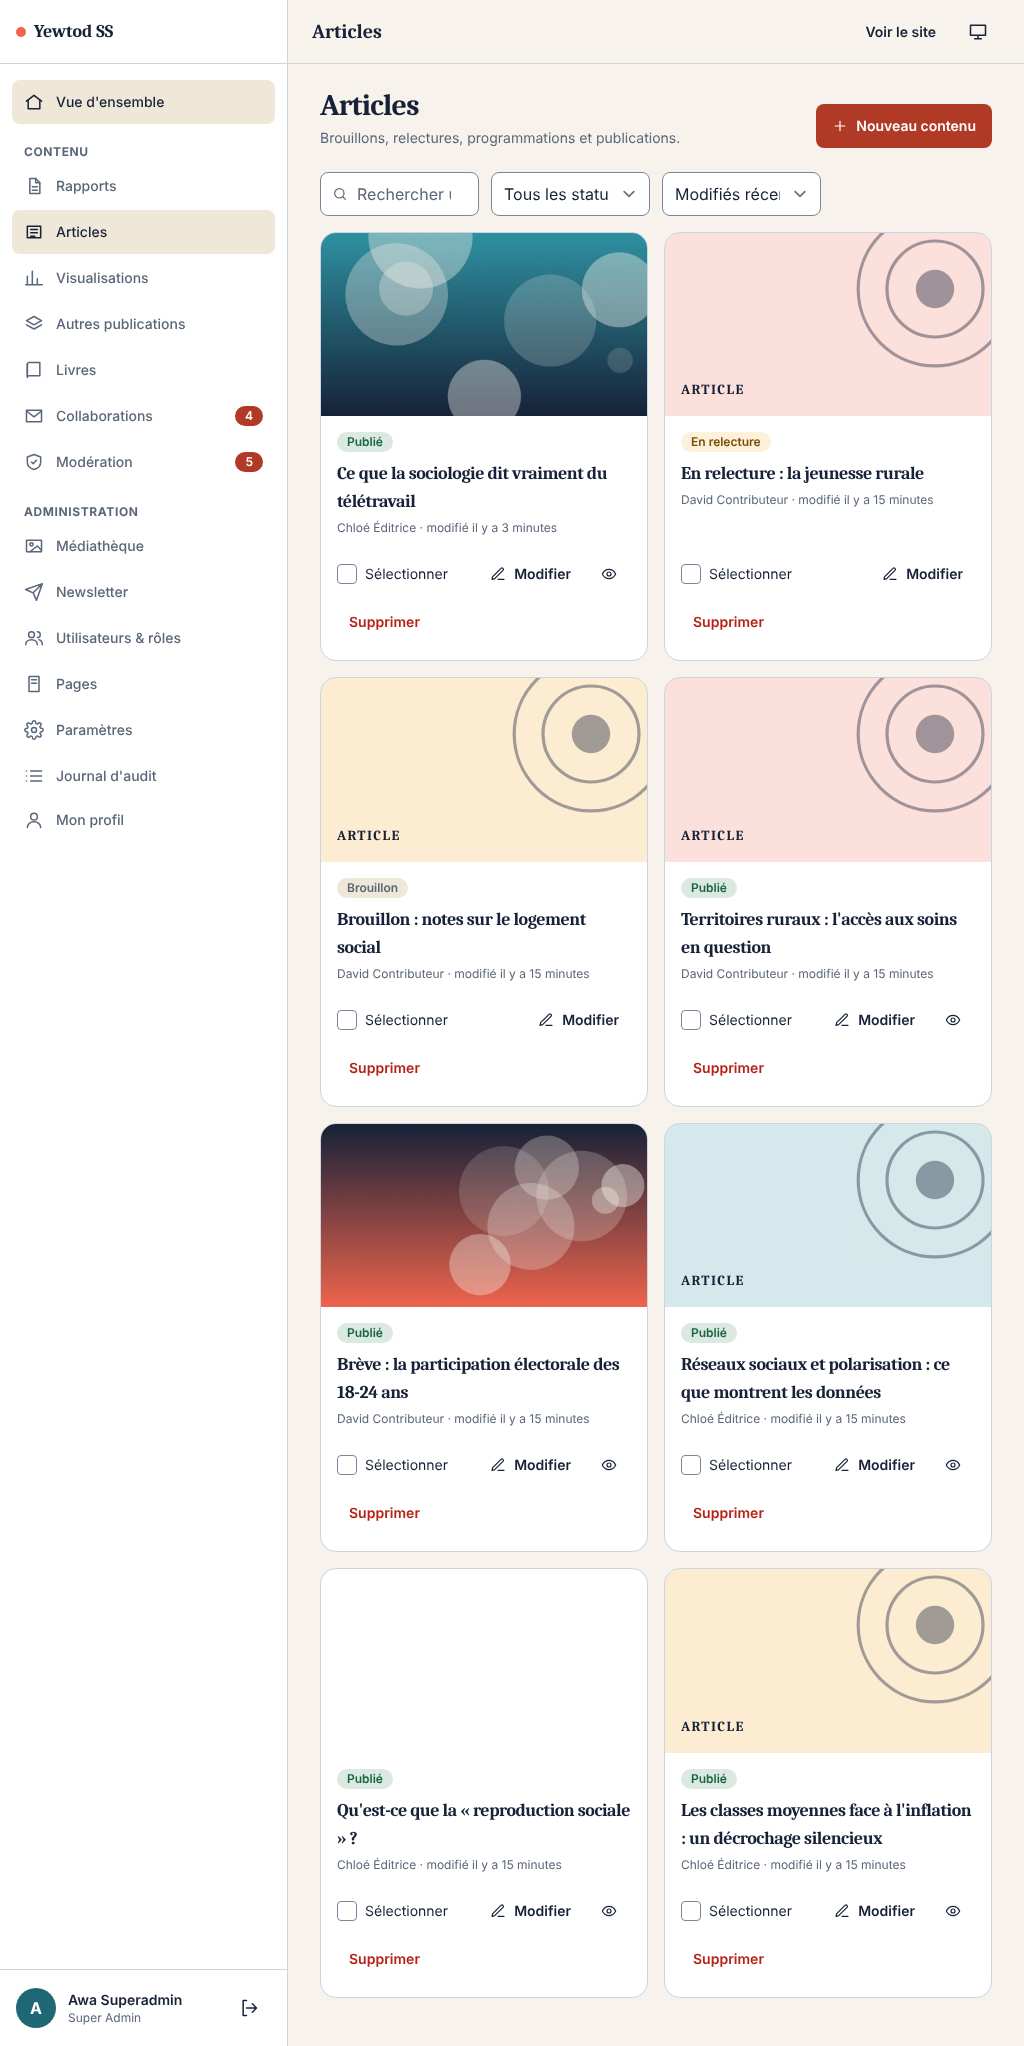 Yewtod SS
Vue d'ensemble
CONTENU
Rapports
Articles
Visualisations
Autres publications
Livres
Collaborations 4
Modération 5
ADMINISTRATION
Médiathèque
Newsletter
Utilisateurs & rôles
Pages
Paramètres
Journal d'audit
Mon profil
A
Awa Superadmin
Super Admin
Articles
Voir le site
Articles
Brouillons, relectures, programmations et publications.
Nouveau contenu
Rechercher
Tous les statu
Modifiés réce
Publié
Ce que la sociologie dit vraiment du
télétravail
Chloé Éditrice · modifié il y a 3 minutes
Sélectionner Modifier
Supprimer
ARTICLE
En relecture
En relecture : la jeunesse rurale
David Contributeur · modifié il y a 15 minutes
Sélectionner Modifier
Supprimer
ARTICLE
Brouillon
Brouillon : notes sur le logement
social
David Contributeur · modifié il y a 15 minutes
Sélectionner Modifier
Supprimer
ARTICLE
Publié
Territoires ruraux : l'accès aux soins
en question
David Contributeur · modifié il y a 15 minutes
Sélectionner Modifier
Supprimer
Publié
Brève : la participation électorale des
18-24 ans
David Contributeur · modifié il y a 15 minutes
Sélectionner Modifier
Supprimer
ARTICLE
Publié
Réseaux sociaux et polarisation : ce
que montrent les données
Chloé Éditrice · modifié il y a 15 minutes
Sélectionner Modifier
Supprimer
Publié
Qu'est-ce que la « reproduction sociale
» ?
Chloé Éditrice · modifié il y a 15 minutes
Sélectionner Modifier
Supprimer
ARTICLE
Publié
Les classes moyennes face à l'inflation
: un décrochage silencieux
Chloé Éditrice · modifié il y a 15 minutes
Sélectionner Modifier
Supprimer